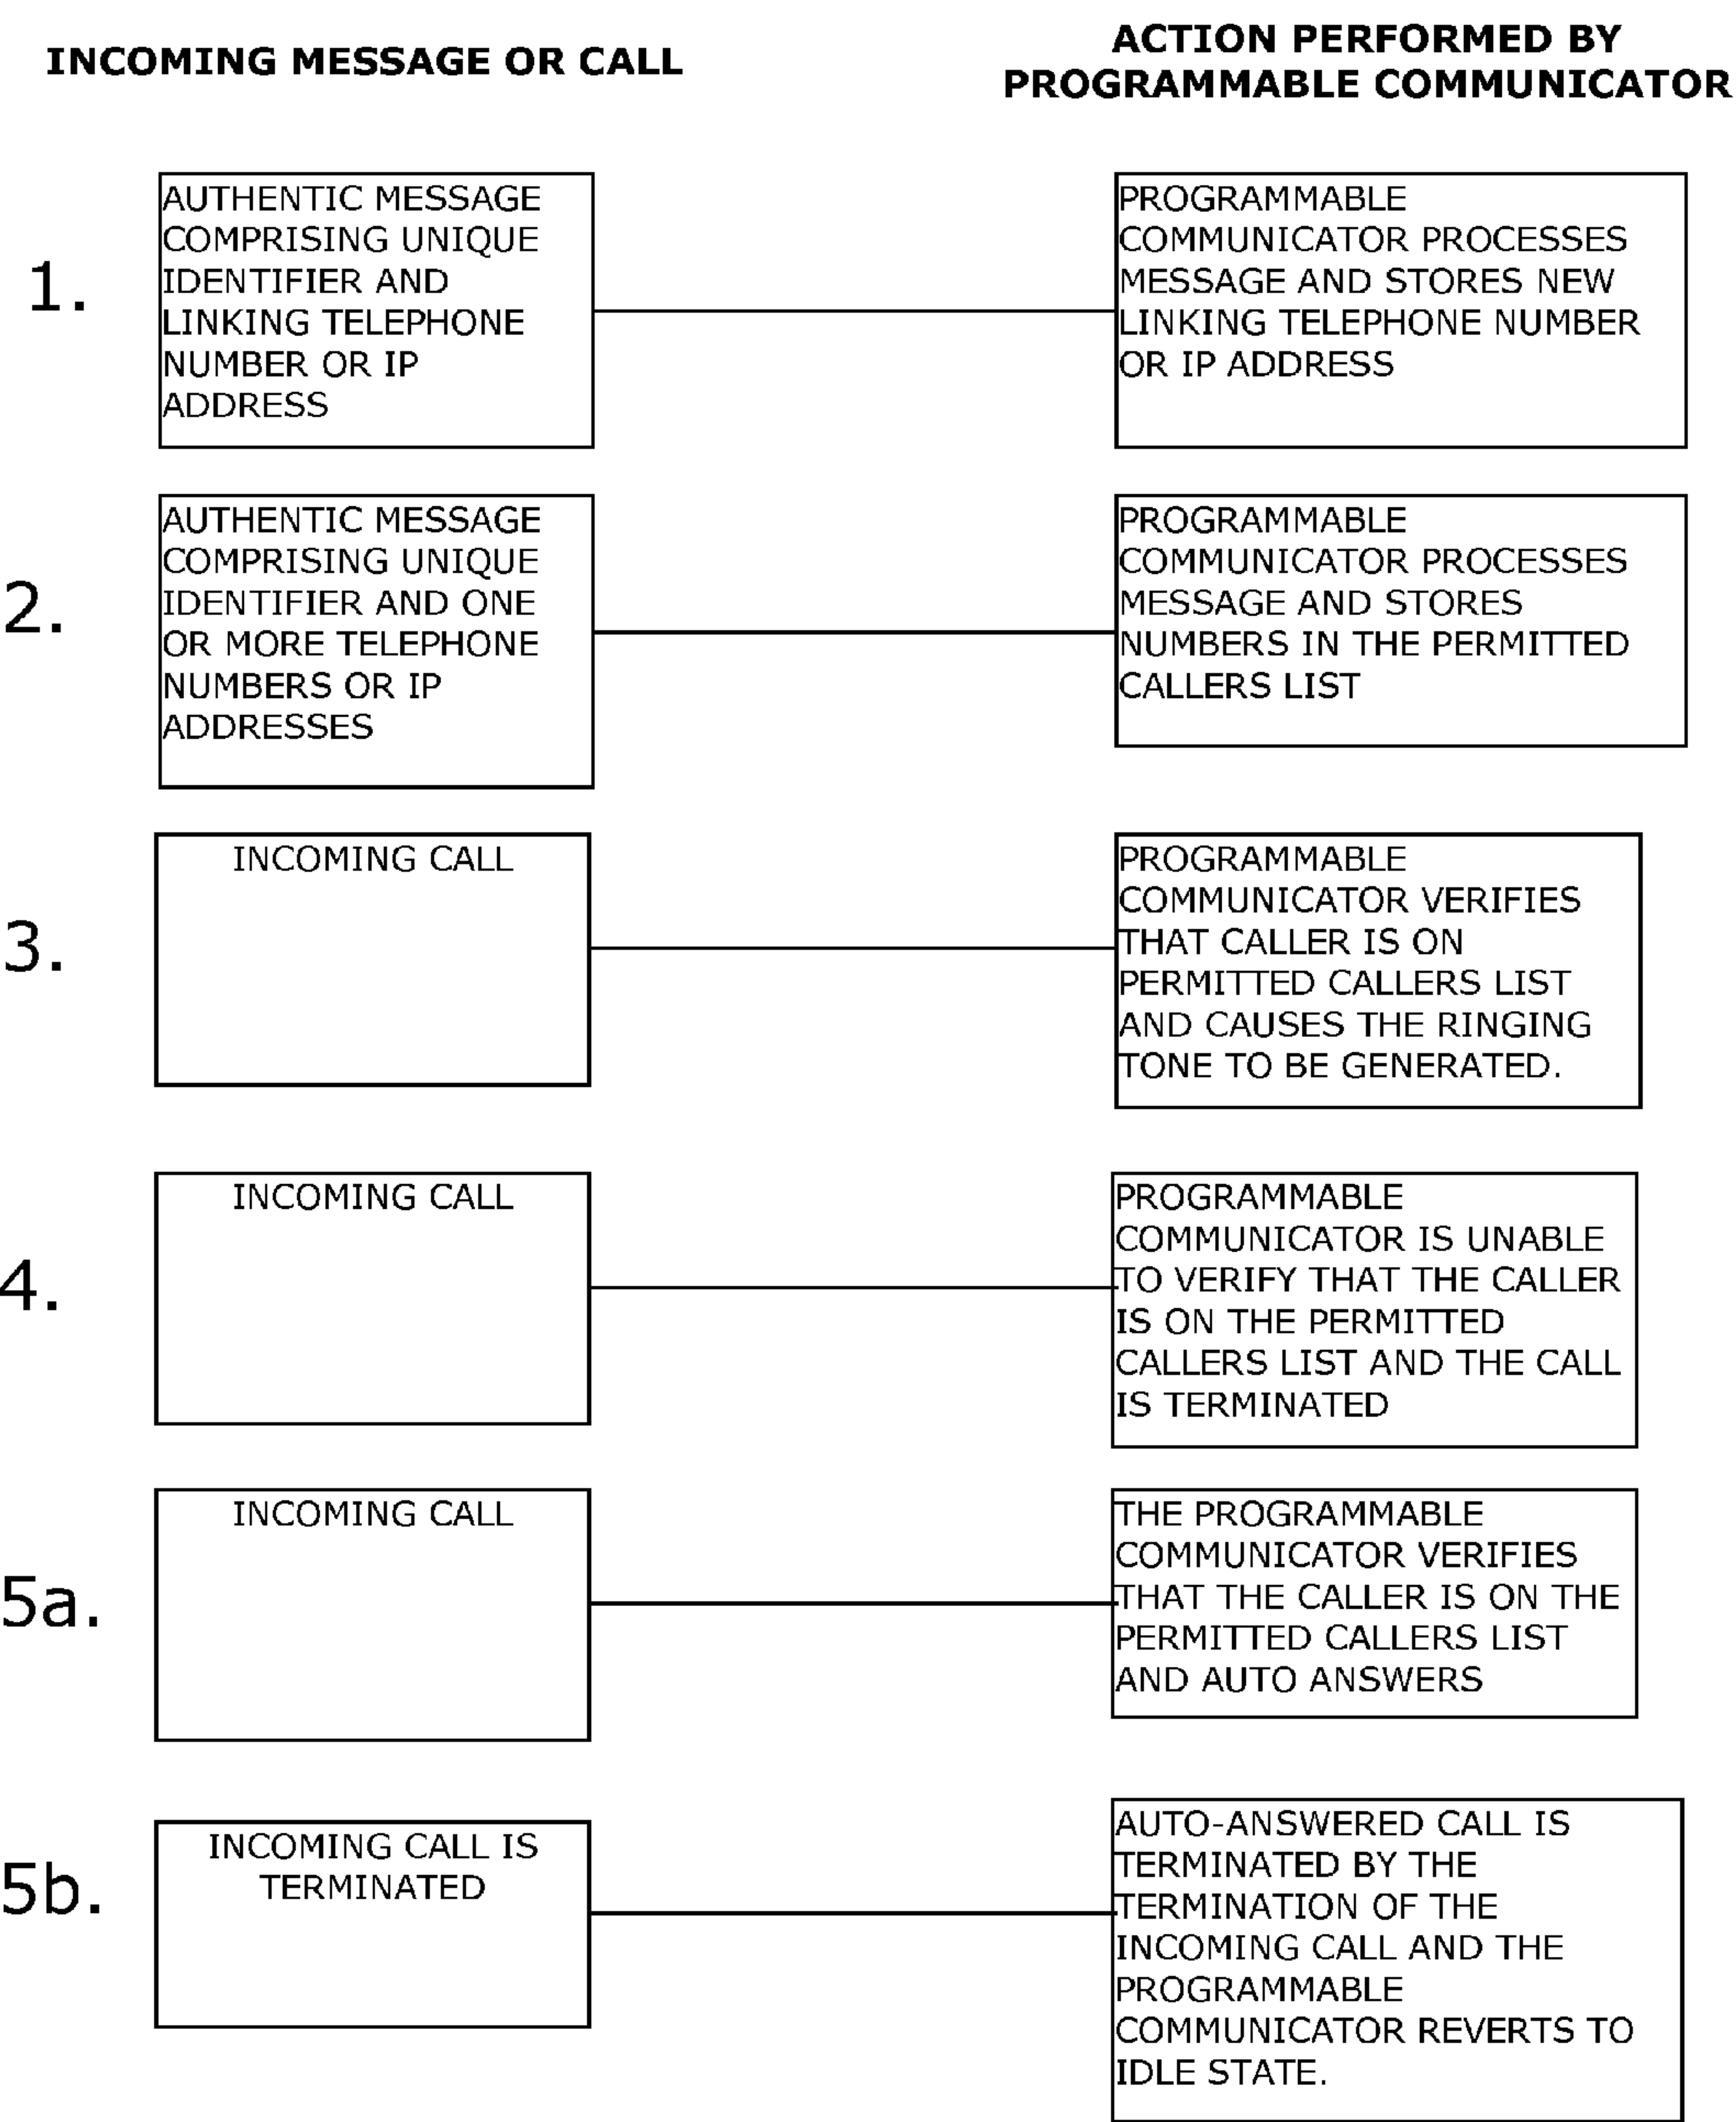 INCOMING MESSAGE OR CALL
ACTION PERFORMED BY
PROGRAMMABLE COMMUNICATOR
1.
AUTHENTIC MESSAGE
COMPRISING UNIQUE
IDENTIFIER AND
LINKING TELEPHONE
NUMBER OR IP
ADDRESS
PROGRAMMABLE
COMMUNICATOR PROCESSES
MESSAGE AND STORES NEW
LINKING TELEPHONE NUMBER
OR IP ADDRESS
2.
AUTHENTIC MESSAGE
COMPRISING UNIQUE
IDENTIFIER AND ONE
OR MORE TELEPHONE
NUMBERS OR IP
ADDRESSES
PROGRAMMABLE
COMMUNICATOR PROCESSES
MESSAGE AND STORES
NUMBERS IN THE PERMITTED
CALLERS LIST
3.
INCOMING CALL
PROGRAMMABLE
COMMUNICATOR VERIFIES
THAT CALLER IS ON
PERMITTED CALLERS LIST
AND CAUSES THE RINGING
TONE TO BE GENERATED.
4.
INCOMING CALL
PROGRAMMABLE
COMMUNICATOR IS UNABLE
TO VERIFY THAT THE CALLER
IS ON THE PERMITTED
CALLERS LIST AND THE CALL
IS TERMINATED
5a.
INCOMING CALL
THE PROGRAMMABLE
COMMUNICATOR VERIFIES
THAT THE CALLER IS ON THE
PERMITTED CALLERS LIST
AND AUTO ANSWERS
5b.
INCOMING CALL IS
TERMINATED
AUTO-ANSWERED CALL IS
TERMINATED BY THE
TERMINATION OF THE
INCOMING CALL AND THE
PROGRAMMABLE
COMMUNICATOR REVERTS TO
IDLE STATE.